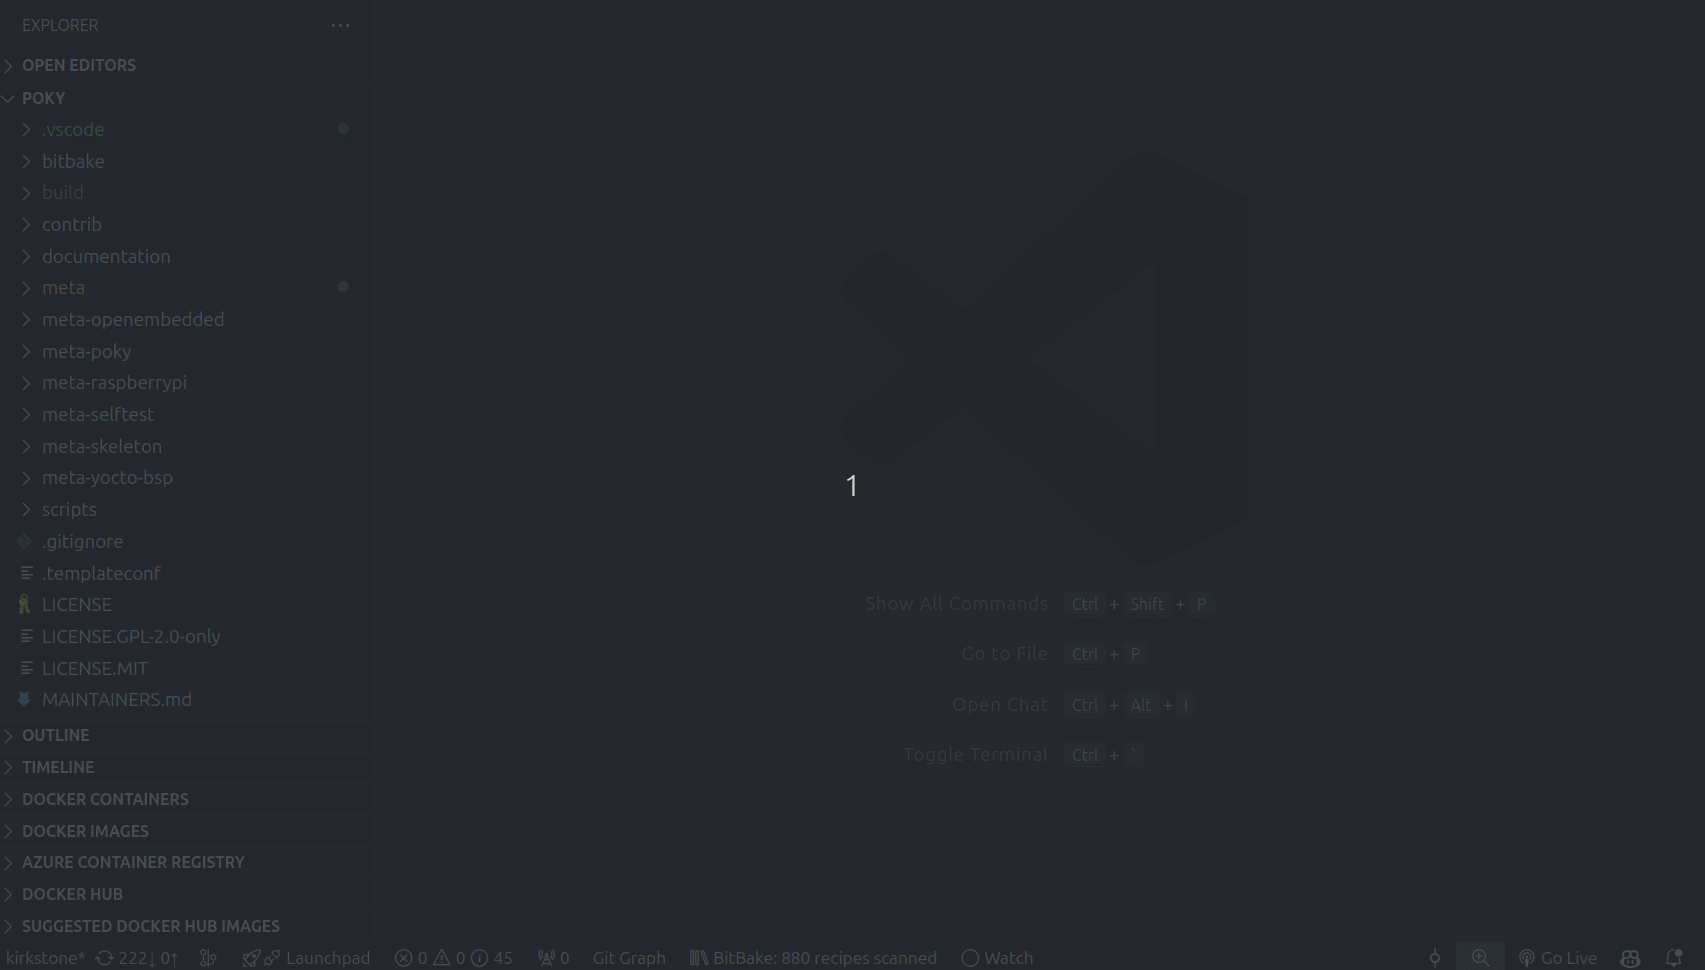 EXPLORER
OPEN EDITORS
POKY
.vscode
bitbake
build
contrib
documentation
meta
meta-openembedded
meta-poky
meta-raspberrypi
meta-selftest
meta-skeleton
meta-yocto-bsp
scripts
.gitignore
.templateconf
LICENSE
LICENSE.GPL-2.0-only
LICENSE.MIT
MAINTAINERS.md
OUTLINE
TIMELINE
DOCKER CONTAINERS
DOCKER IMAGES
AZURE CONTAINER REGISTRY
DOCKER HUB
SUGGESTED DOCKER HUB IMAGES
1
Show All Commands Ctrl + Shift + P
Go to File Ctrl + P
Open Chat Ctrl + Alt + I
Toggle Terminal Ctrl + `
kirkstone* 222↓ 0↑ Launchpad 0 0 45 0 Git Graph BitBake: 880 recipes scanned Watch Go Live